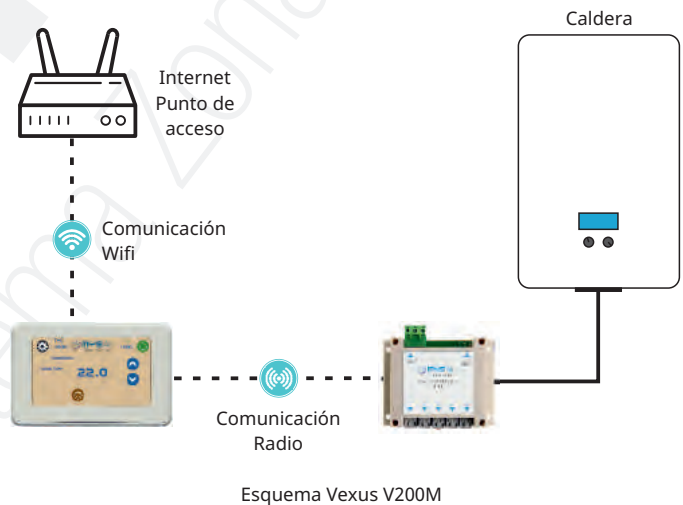 Caldera
Internet
Punto de
acceso
Comunicación
Wifi
22.0
Comunicación
Radio
Esquema Vexus V200M